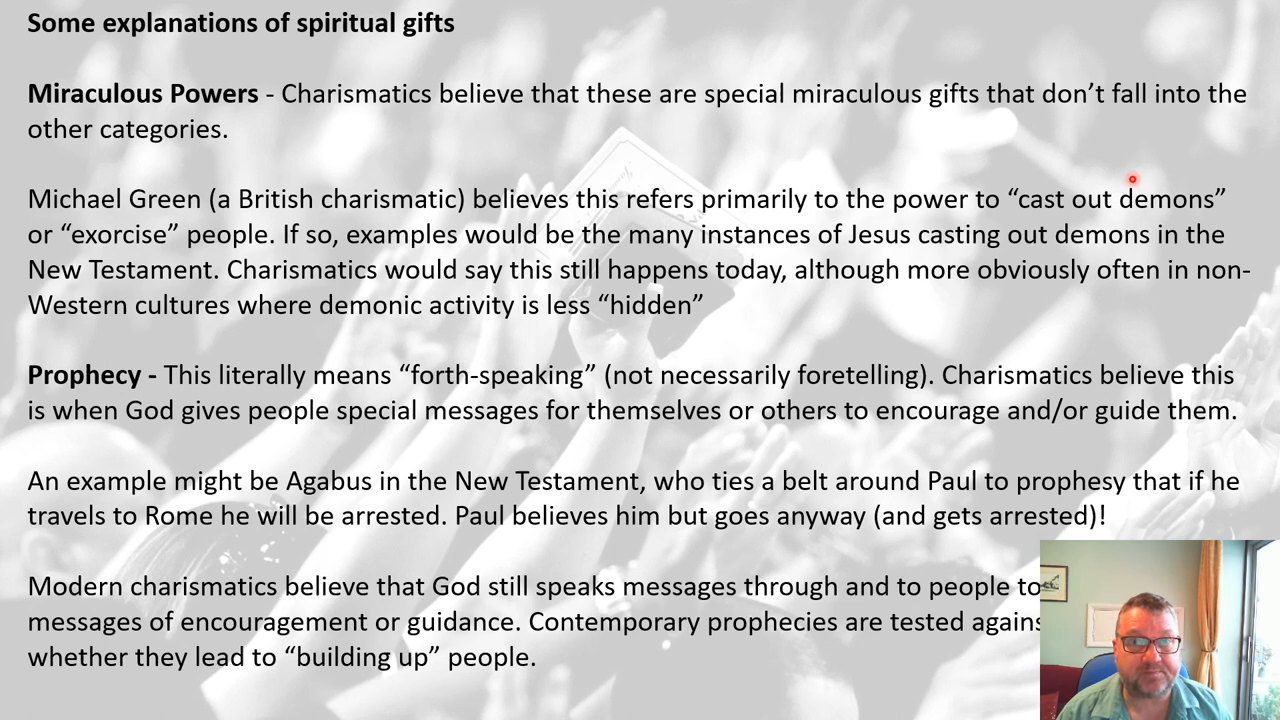 Some explanations of spiritual gifts
Miraculous Powers - Charismatics believe that these are special miraculous gifts that don’t fall into the
other categories.
Michael Green (a British charismatic) believes this refers primarily to the power to “cast out demons”
or “exorcise” people. If so, examples would be the many instances of Jesus casting out demons in the
New Testament. Charismatics would say this still happens today, although more obviously often in non-
Western cultures where demonic activity is less “hidden”
Prophecy - This literally means “forth-speaking” (not necessarily foretelling). Charismatics believe this
is when God gives people special messages for themselves or others to encourage and/or guide them.
An example might be Agabus in the New Testament, who ties a belt around Paul to prophesy that if he
travels to Rome he will be arrested. Paul believes him but goes anyway (and gets arrested)!
Modern charismatics believe that God still speaks messages through and to people to
messages of encouragement or guidance. Contemporary prophecies are tested agains
whether they lead to “building up” people.